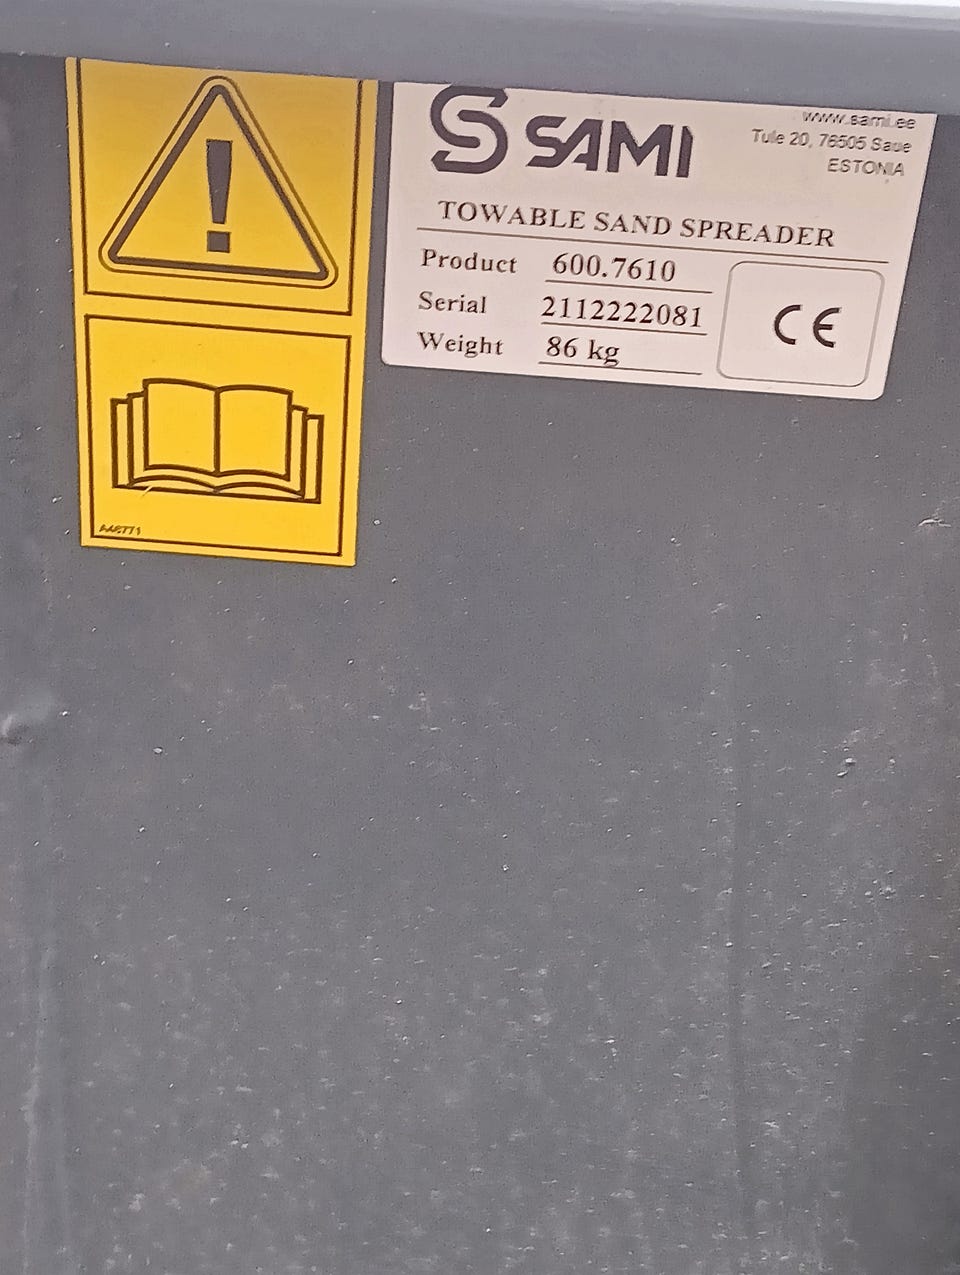 SAMI
www.sami.ee
Tule 20, 76505 Saue
ESTONIA
TOWABLE SAND SPREADER
Product 600.7610
Serial 2112222081
Weight 86 kg
CE